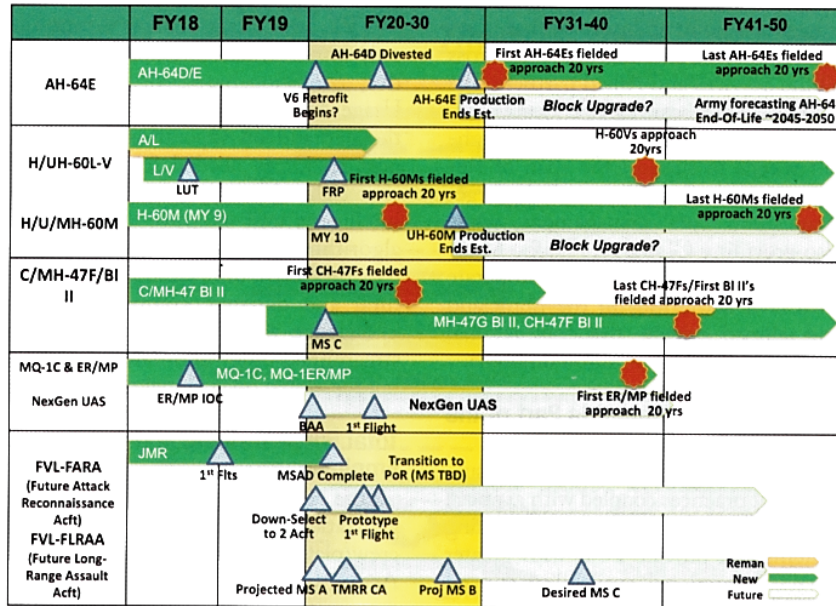 FY18 FY19 FY20-30 FY31-40 FY41-50
AH-64E
AH-64D/E
AH-64D Divested
First AH-64Es fielded
approach 20 yrs
Last AH-64Es fielded
approach 20 yrs
V6 Retrofit
Begins?
AH-64E Production
Ends Est.
Block Upgrade?
Army forecasting AH-64
End-Of-Life ~2045-2050
H/UH-60L-V
A/L
L/V
LUT
FRP
First H-60Ms fielded
approach 20 yrs
H-60Vs approach
20yrs
H/U/MH-60M
H-60M (MY 9)
MY 10
UH-60M Production
Ends Est.
Block Upgrade?
Last H-60Ms fielded
approach 20 yrs
C/MH-47F/Bl
II
C/MH-47 Bl II
First CH-47Fs fielded
approach 20 yrs
Last CH-47Fs/First Bl II's
fielded approach 20 yrs
MS C
MH-47G Bl II, CH-47F Bl II
MQ-1C & ER/MP
MQ-1C, MQ-1ER/MP
ER/MP IOC
First ER/MP fielded
approach 20 yrs
NexGen UAS
NexGen UAS
BAA
1st Flight
FVL-FARA
(Future Attack
Reconnaissance
Acft)
JMR
1st Flts
MSAD Complete
Transition to
PoR (MS TBD)
Down-Select
to 2 Acft
Prototype
1st Flight
FVL-FLRAA
(Future Long-
Range Assault
Acft)
Projected MS A
TMRR CA
Proj MS B
Desired MS C
Reman
New
Future